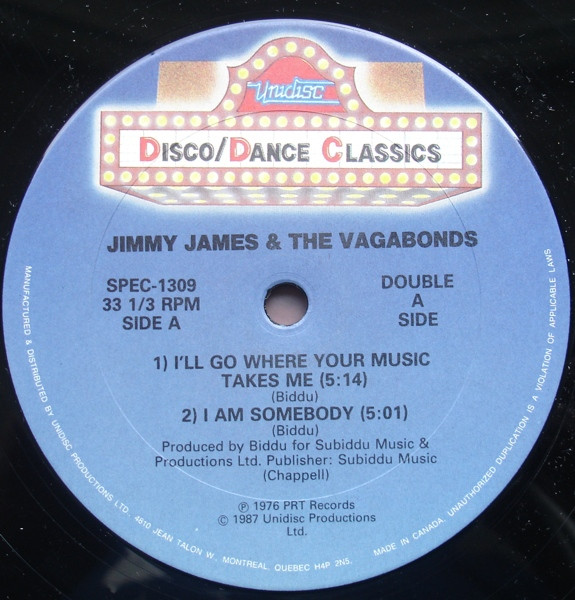 Unidisc
DISCO/DANCE CLASSICS
JIMMY JAMES & THE VAGABONDS
SPEC-1309
33 1/3 RPM
SIDE A
DOUBLE
A
SIDE
1) I'LL GO WHERE YOUR MUSIC
TAKES ME (5:14)
(Biddu)
2) I AM SOMEBODY (5:01)
(Biddu)
Produced by Biddu for Subiddu Music &
Productions Ltd. Publisher: Subiddu Music
(Chappell)
℗ 1976 PRT Records
© 1987 Unidisc Productions
Ltd.
MANUFACTURED & DISTRIBUTED BY UNIDISC PRODUCTIONS LTD. 4910 JEAN TALON W., MONTREAL, QUEBEC H4P 2N5. MADE IN CANADA, UNAUTHORIZED DUPLICATION IS A VIOLATION OF APPLICABLE LAWS